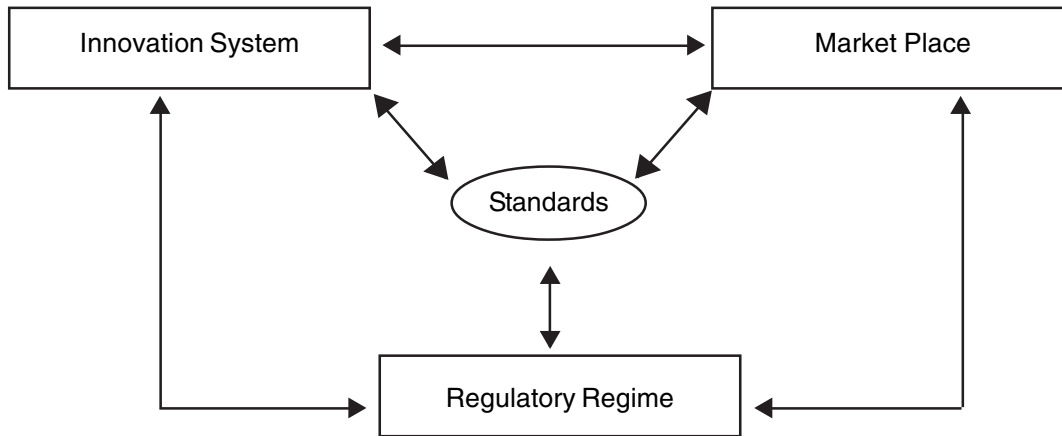 Innovation System
Market Place
Standards
Regulatory Regime